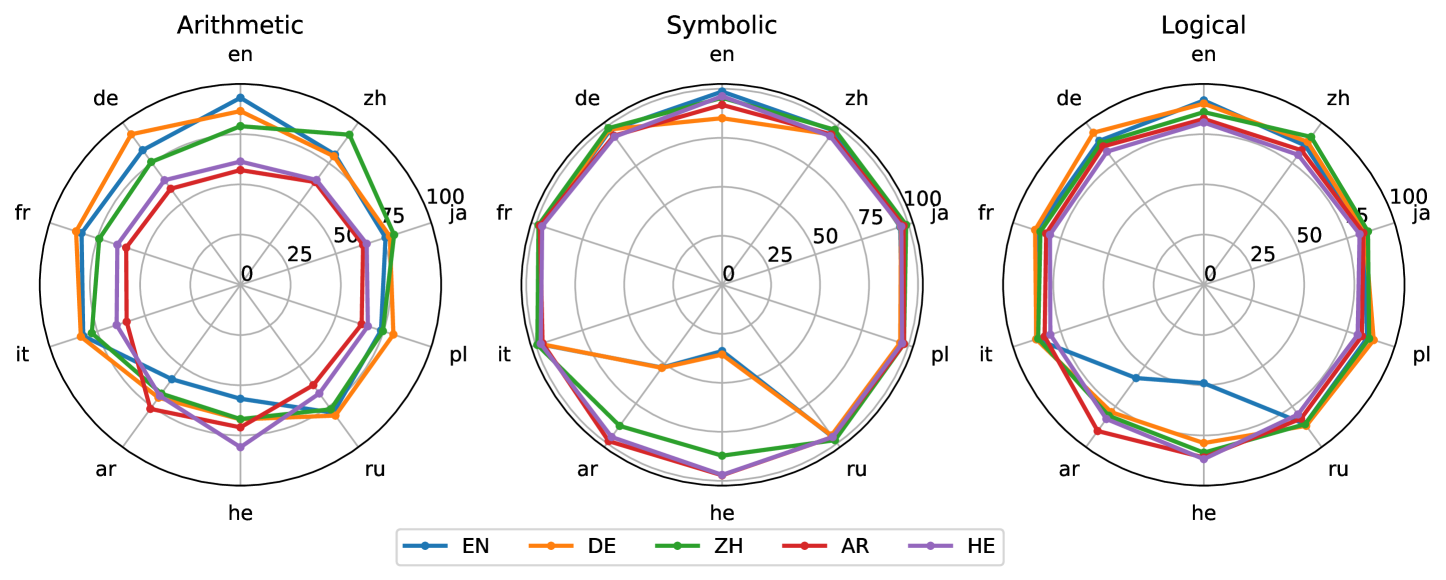 Arithmetic
en
zh
ja
pl
ru
he
ar
it
fr
de
0
25
50
75
100
Symbolic
en
zh
ja
pl
ru
he
ar
it
fr
de
0
25
50
75
100
Logical
en
zh
ja
pl
ru
he
ar
it
fr
de
0
25
50
75
100
EN DE ZH AR HE